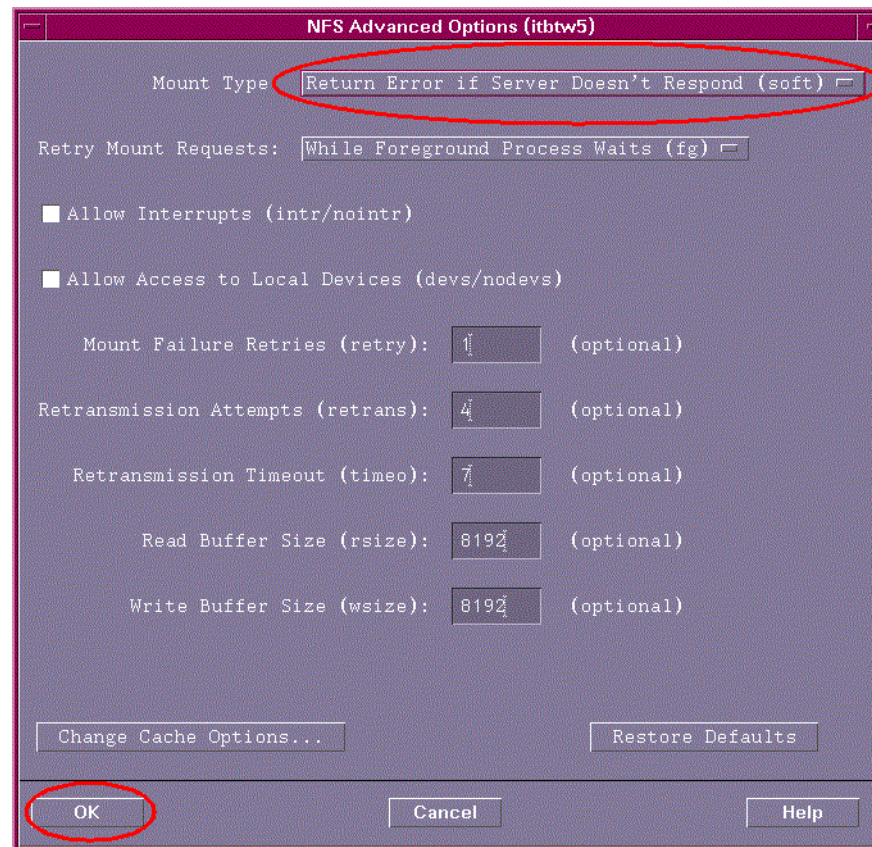 NFS Advanced Options (itbtw5)
Mount Type Return Error if Server Doesn't Respond (soft)
Retry Mount Requests: While Foreground Process Waits (fg)
Allow Interrupts (intr/nointr)
Allow Access to Local Devices (devs/nodevs)
Mount Failure Retries (retry): 1 (optional)
Retransmission Attempts (retrans): 4 (optional)
Retransmission Timeout (timeo): 7 (optional)
Read Buffer Size (rsize): 8192 (optional)
Write Buffer Size (wsize): 8192 (optional)
Change Cache Options... Restore Defaults
OK Cancel Help